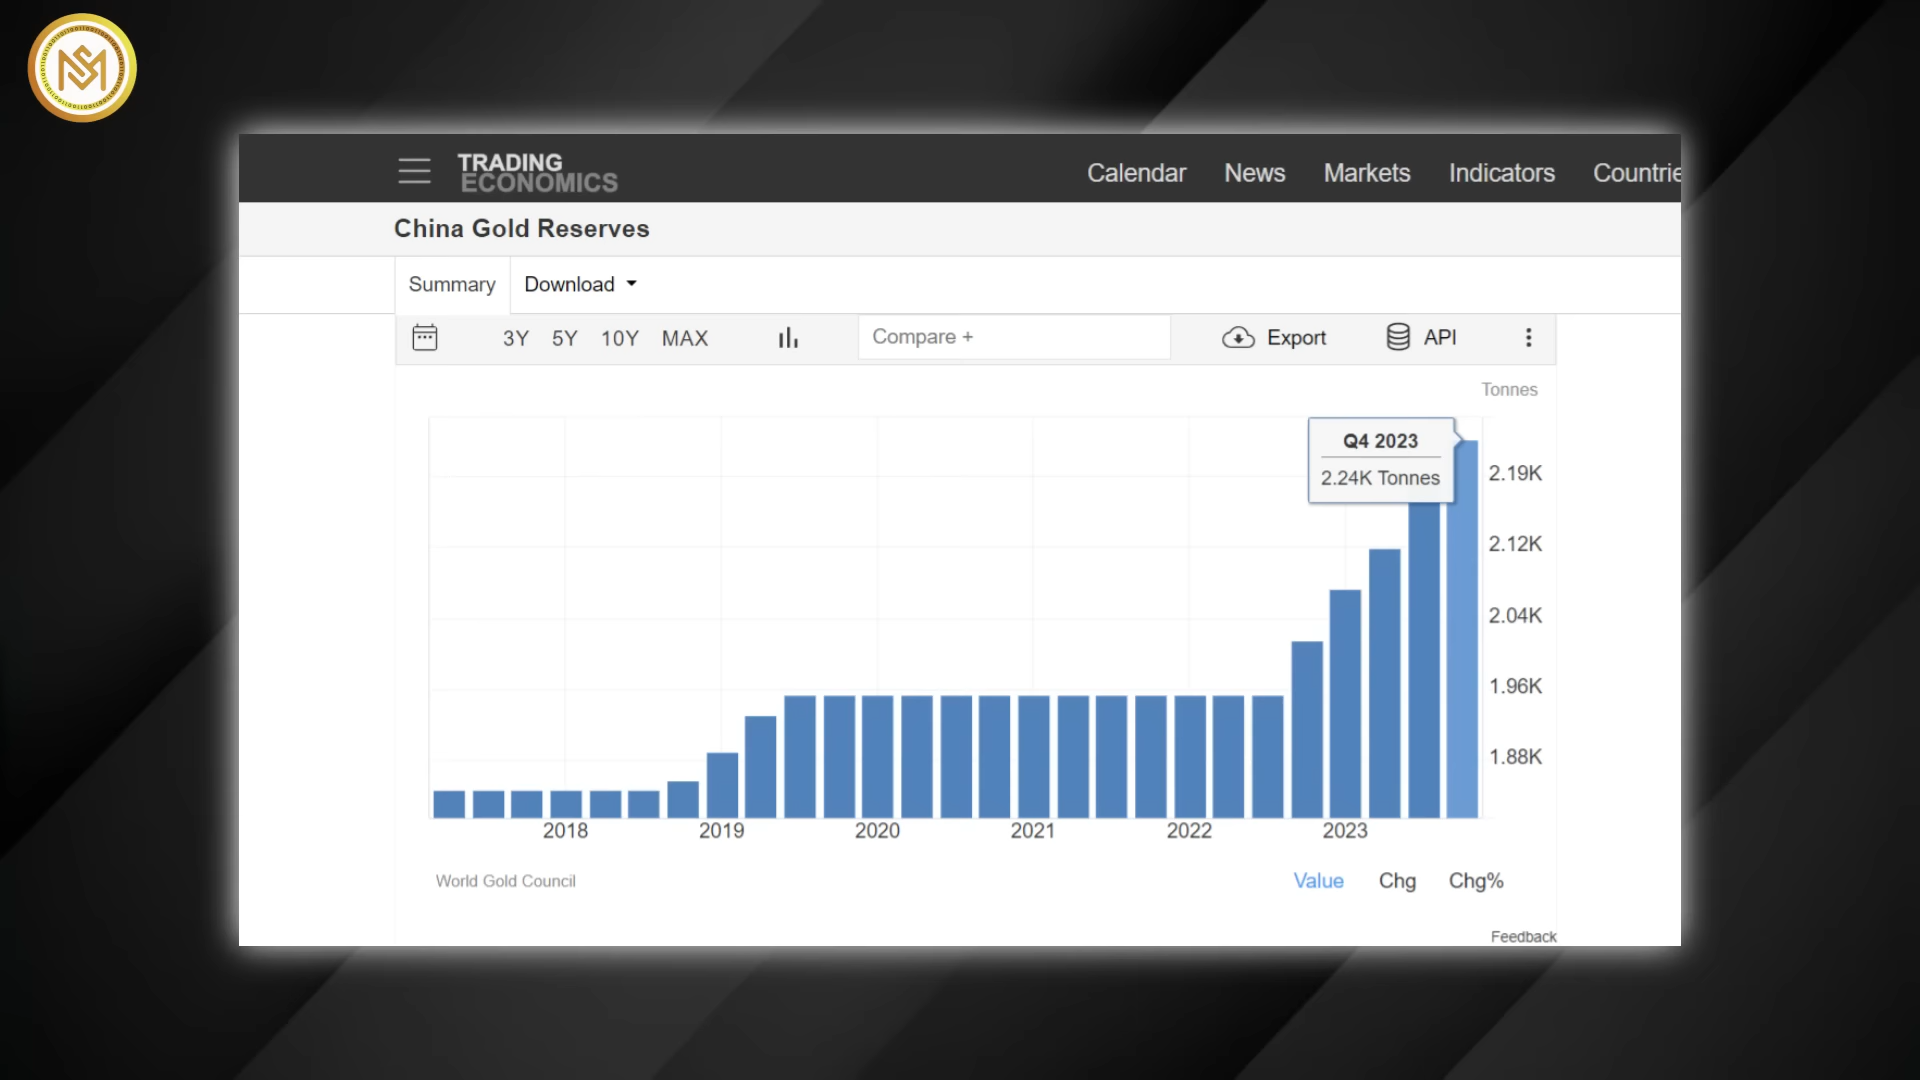 TRADING
ECONOMICS
Calendar News Markets Indicators Countrie
China Gold Reserves
Summary Download
3Y 5Y 10Y MAX Compare + Export API
Tonnes
Q4 2023
2.24K Tonnes
2.19K
2.12K
2.04K
1.96K
1.88K
2018 2019 2020 2021 2022 2023
World Gold Council
Value Chg Chg%
Feedback